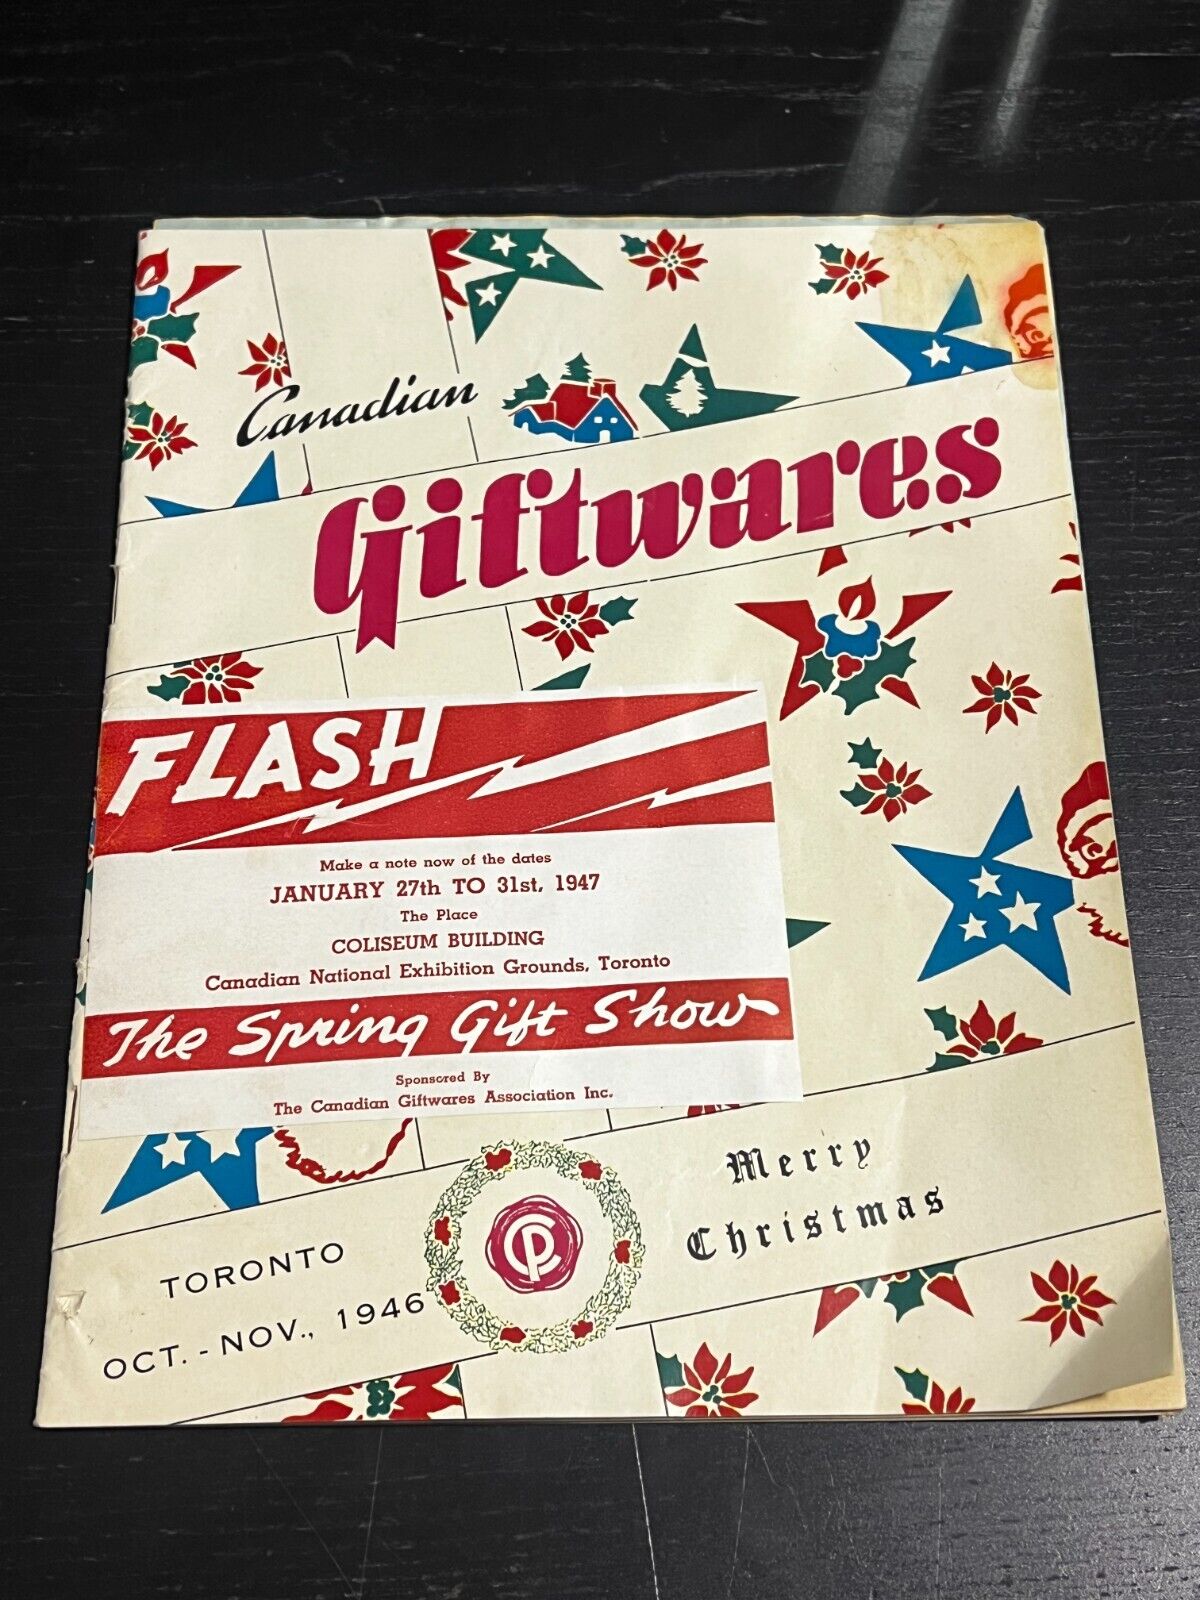 Canadian
Giftwares
FLASH
Make a note now of the dates
JANUARY 27th TO 31st, 1947
The Place
COLISEUM BUILDING
Canadian National Exhibition Grounds, Toronto
The Spring Gift Show
Sponsored By
The Canadian Giftwares Association Inc.
Merry
Christmas
TORONTO
OCT. - NOV., 1946
CP